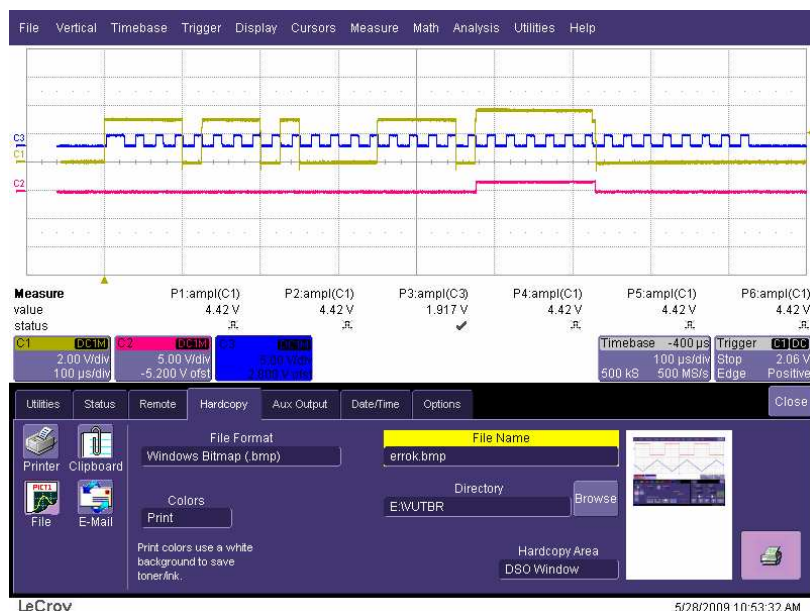 File Vertical Timebase Trigger Display Cursors Measure Math Analysis Utilities Help
C3
C1
C2
Measure P1:ampl(C1) P2:ampl(C1) P3:ampl(C3) P4:ampl(C1) P5:ampl(C1) P6:ampl(C1)
value 4.42 V 4.42 V 1.917 V 4.42 V 4.42 V 4.42 V
status
C1 DC1M C2 DC1M C3 DC1M Timebase -400 µs Trigger C1 DC
2.00 V/div 5.00 V/div 5.00 V/div 100 µs/div Stop 2.06 V
100 µs/div -5.200 V ofst 500 kS 500 MS/s Edge Positive
Utilities Status Remote Hardcopy Aux Output Date/Time Options Close
File Format File Name
Printer Clipboard Windows Bitmap (.bmp) errok.bmp
PICT1
Colors Directory
File E-Mail Print E:\VUTBR Browse
Print colors use a white
background to save
toner/ink.
Hardcopy Area
DSO Window
LeCroy 5/28/2009 10:53:32 AM